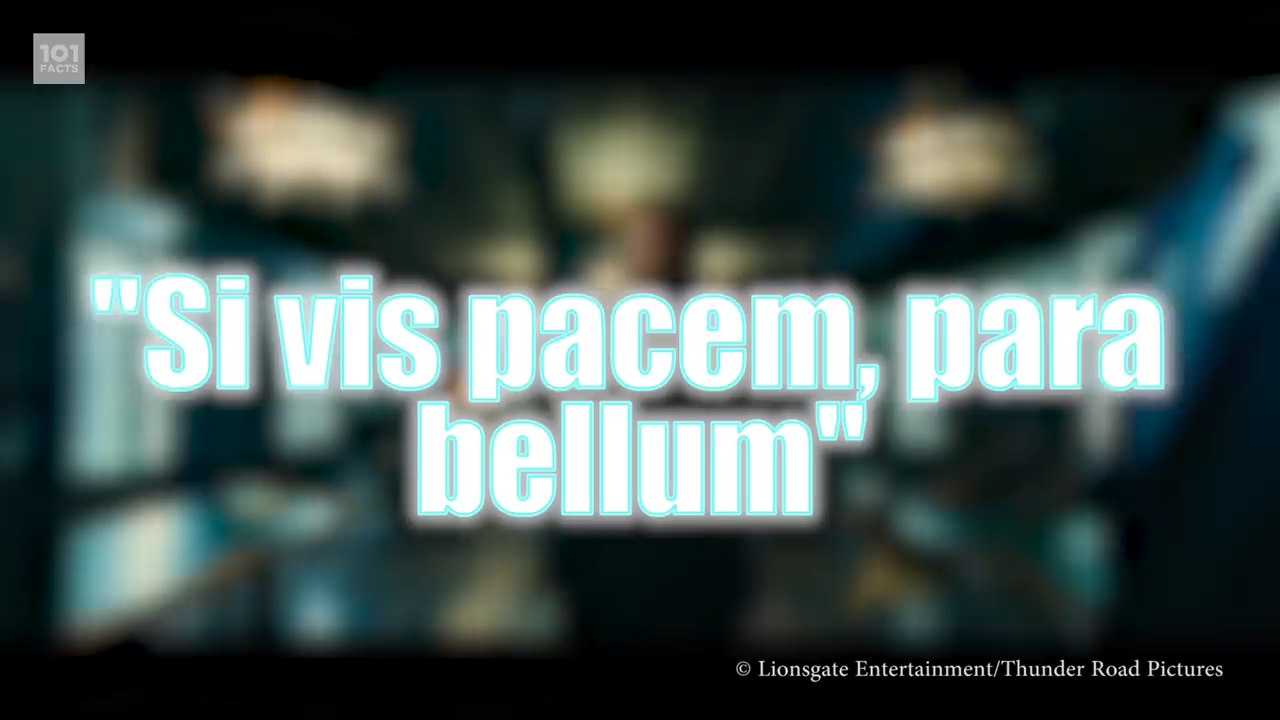 101
FACTS
"Si vis pacem, para
bellum"
© Lionsgate Entertainment/Thunder Road Pictures